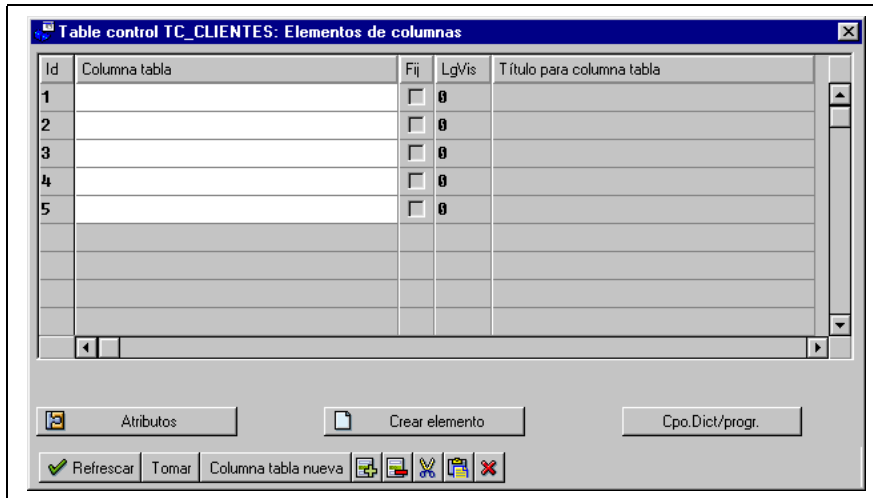 Table control TC_CLIENTES: Elementos de columnas
Id Columna tabla Fij LgVis Título para columna tabla
1 0
2 0
3 0
4 0
5 0
Atributos Crear elemento Cpo.Dict/progr.
Refrescar Tomar Columna tabla nueva